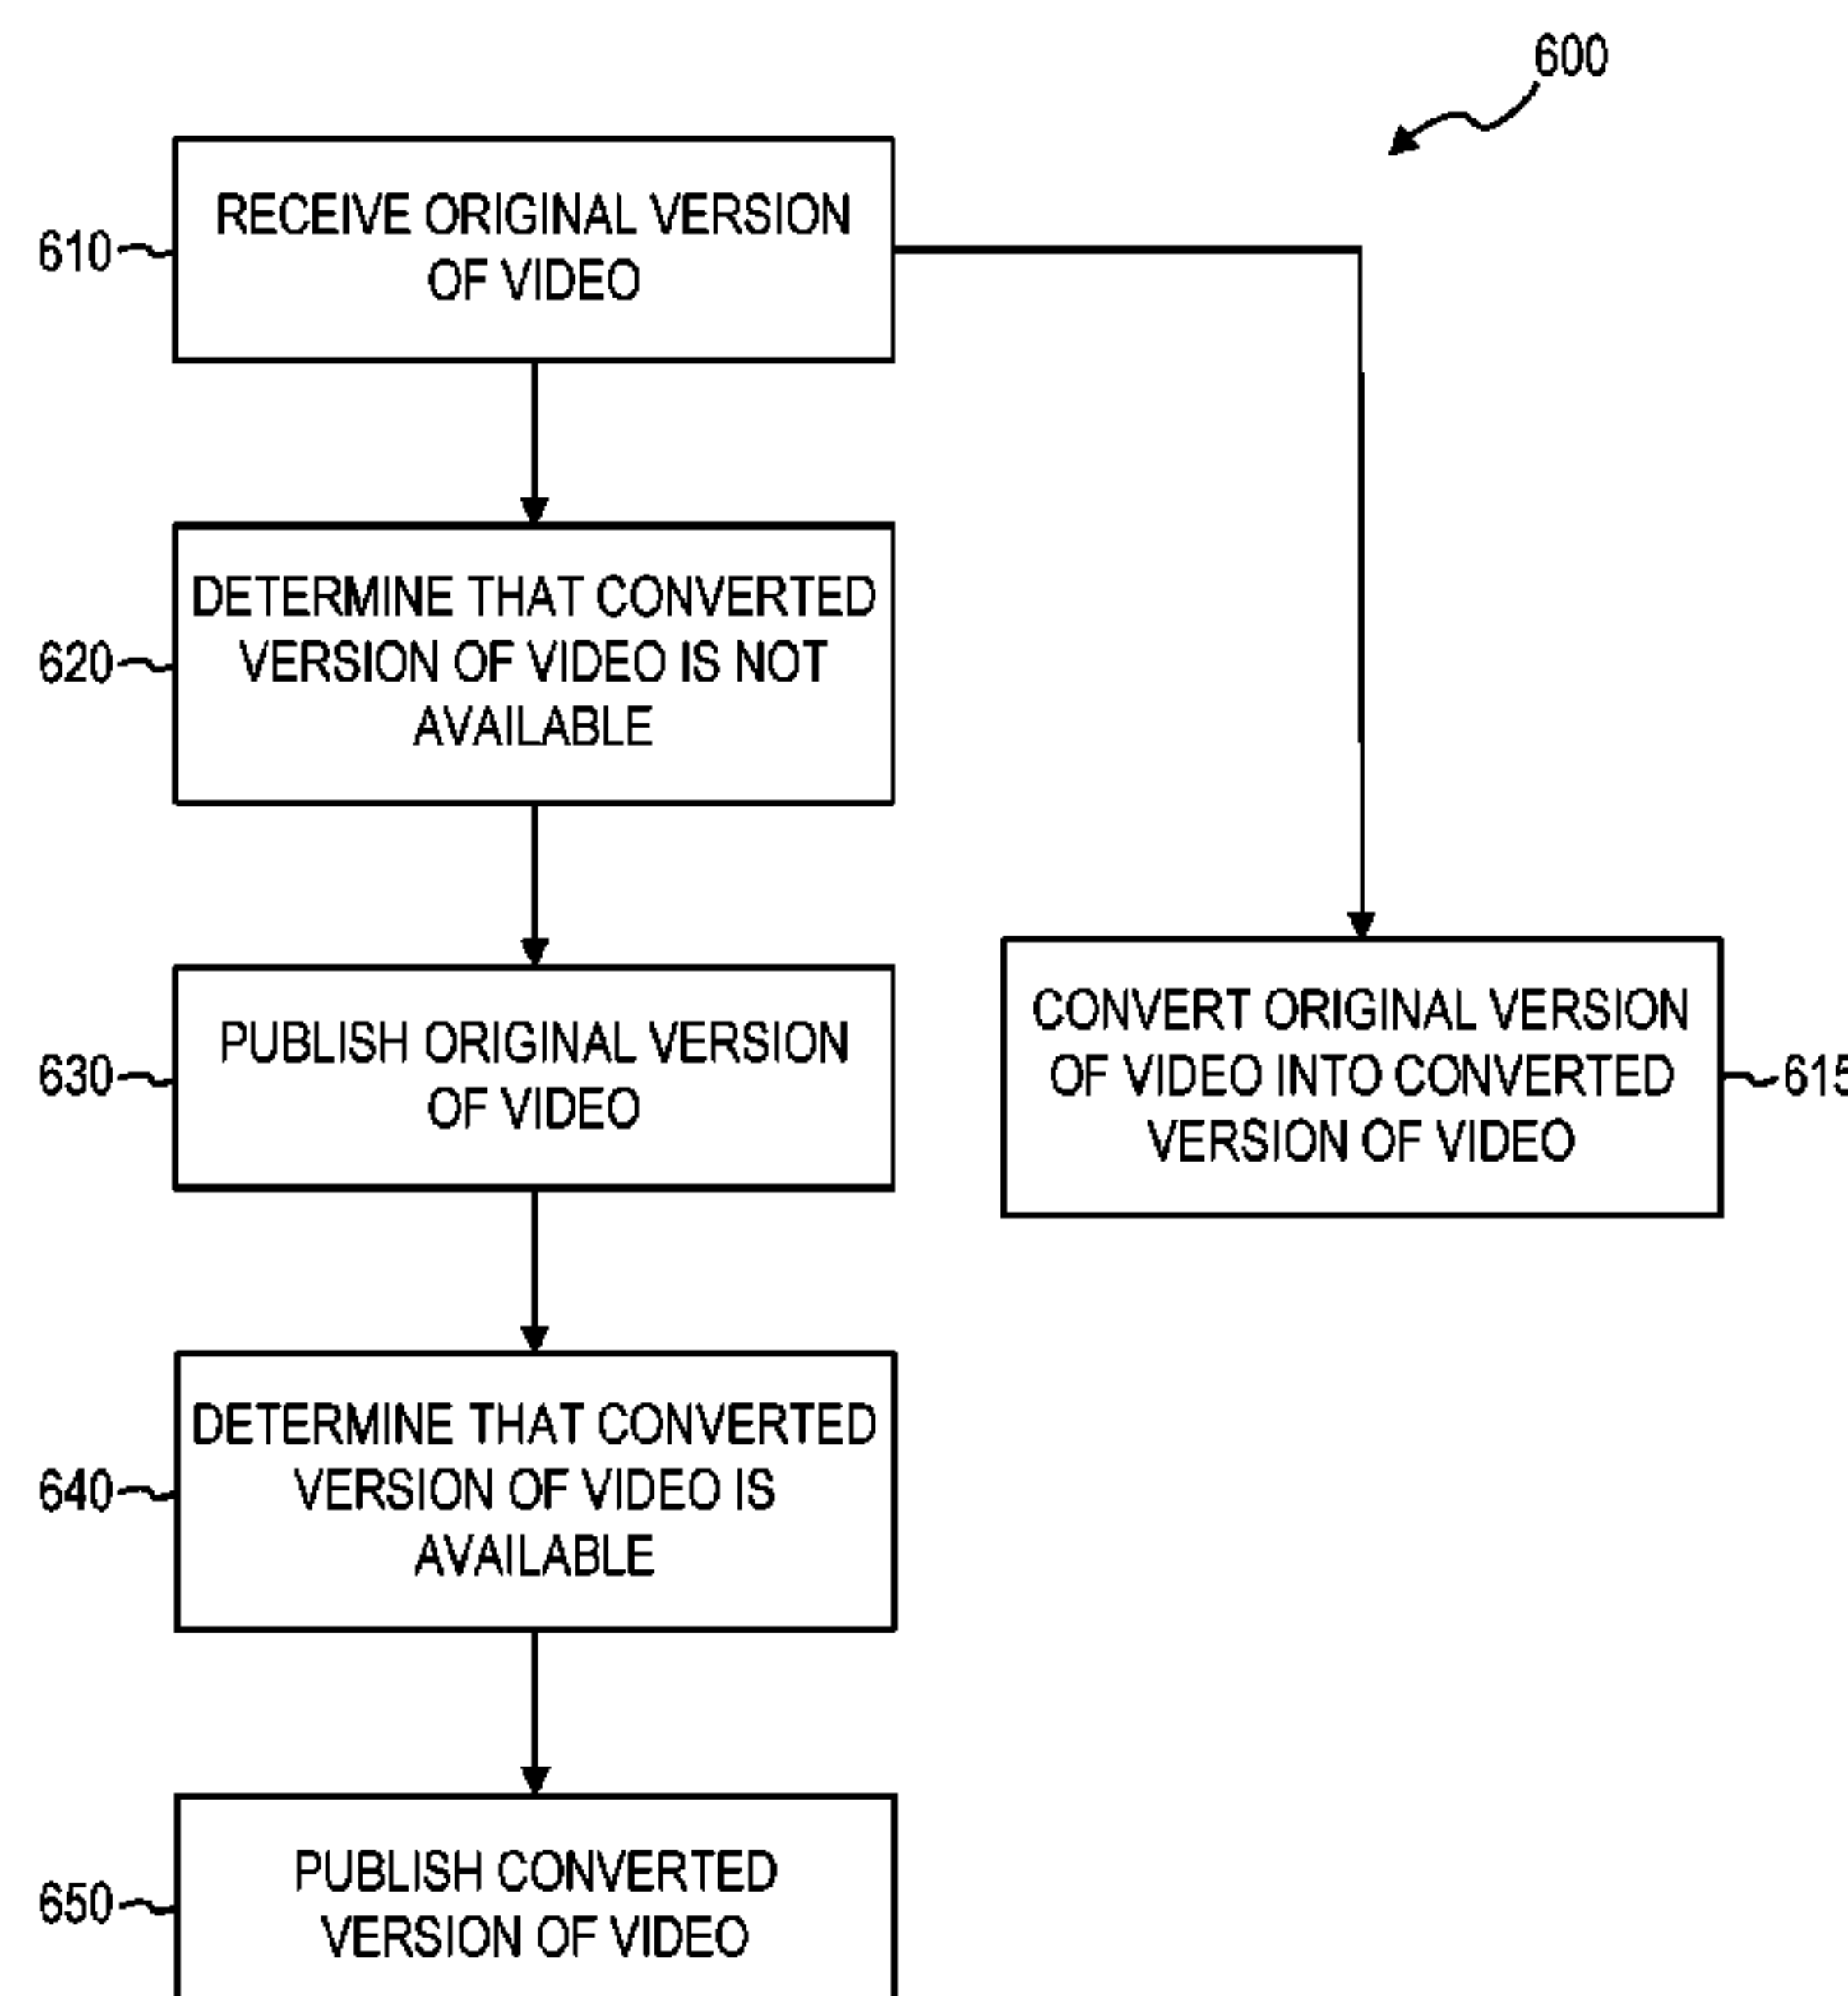 600
RECEIVE ORIGINAL VERSION
OF VIDEO
610
DETERMINE THAT CONVERTED
VERSION OF VIDEO IS NOT
AVAILABLE
620
PUBLISH ORIGINAL VERSION
OF VIDEO
630
CONVERT ORIGINAL VERSION
OF VIDEO INTO CONVERTED
VERSION OF VIDEO
615
DETERMINE THAT CONVERTED
VERSION OF VIDEO IS
AVAILABLE
640
PUBLISH CONVERTED
VERSION OF VIDEO
650